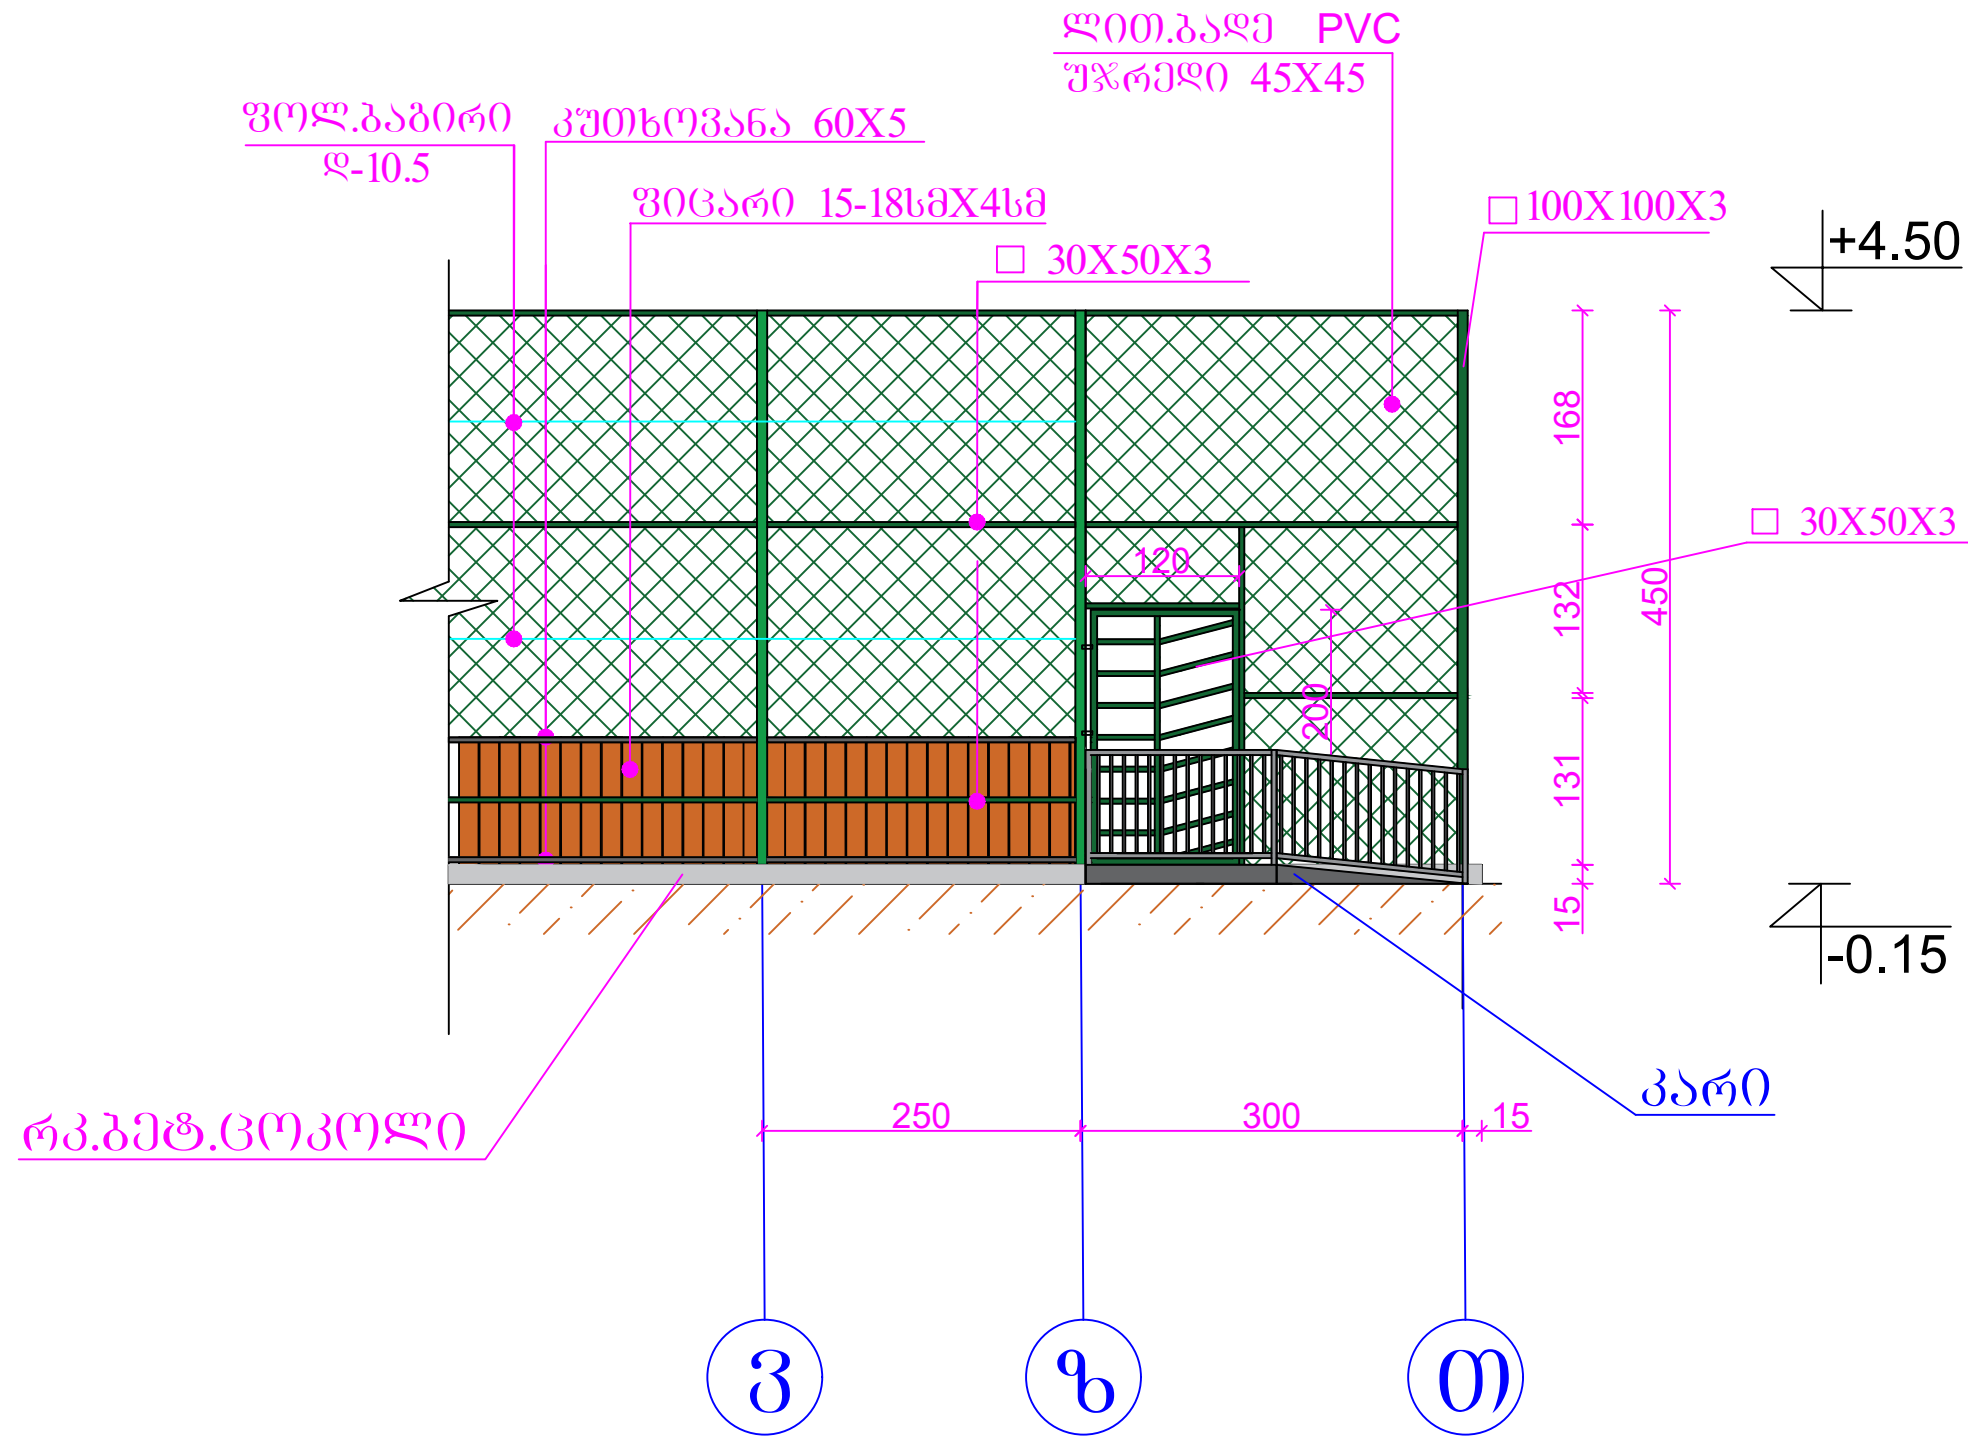 ლით.ბადე PVC
უჯრედი 45X45
ფოლ.ბაგირი
დ-10.5
კუთხოვანა 60X5
ფიცარი 15-18სმX4სმ
□ 30X50X3
□ 100X100X3
+4.50
168
□ 30X50X3
120
132
450
200
131
15
-0.15
კარი
რკ.ბეტ.ცოკოლი
250
300
15
ვ
ზ
თ